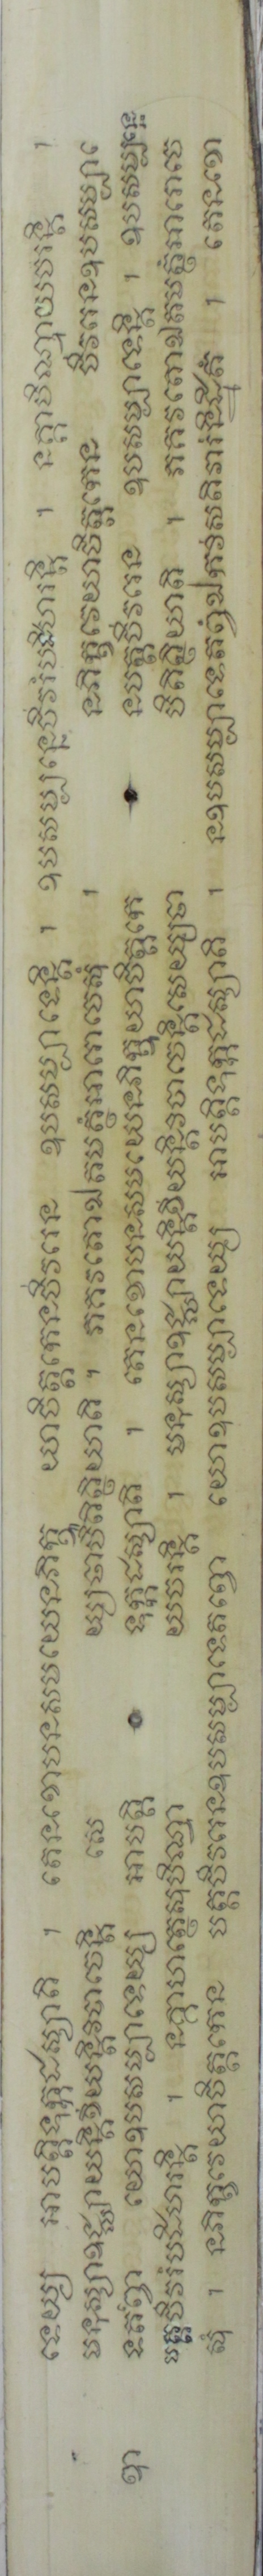 ទេយ្យ អាបត្តិទុក្កដស្សាតិ ។ តេនខោបនសមយេនភិក្ខូ យាចិតកេនចីវរេន ឧបសម្បាទេន្តិ ។ ឧបសម្បន្នេចីវរំបដិហរន្តិ ។ នគ្គាបិណ្ឌាយចរន្តិ ។
មនុស្សាឧជ្ឈាយន្តិខីយន្តិវិបាចេន្តិ សេ យ្យថាបិតិត្ថិយាតិ ។ ភគវតោឯតមត្ថំអារោចេសុំ ។ នភិក្ខវេយាចិតកេន ចីវរេនឧបសម្បាទេ
ឌា ទតព្វោ យោឧបសម្បាទេយ្យ អាបត្តិ ទុក្កដស្សាតិ ។ តេនខោបនសមយេនភិក្ខូយាចិតកេ នបត្តចីវរេន ឧបសម្បាទេន្តិ ។ ឧបសម្បន្នេ
បត្តចីវរំបដិហរន្តិ ។ នគ្គាហត្ថេសុបិណ្ឌា យចរន្តិ ។ មនុស្សាឧជ្ឈាយន្តិខីយន្តិវិបាចេន្តិសេយ្យថា បិតិត្ថិយាតិ ។ ភគវតោឯតមត្ថំអារោចេ
សុំ ។ នភិក្ខវេយាចិតកេន បត្តចីវរេនឧបសម្បាទេតព្វោ យោឧបសម្បាទេយ្យ អាបត្តិទុក្កដស្សាតិ ។ នឧបសម្បាទេតព្វំឯកវីសតិវារំនិដ្ឋិតំ ។ តេនខោ